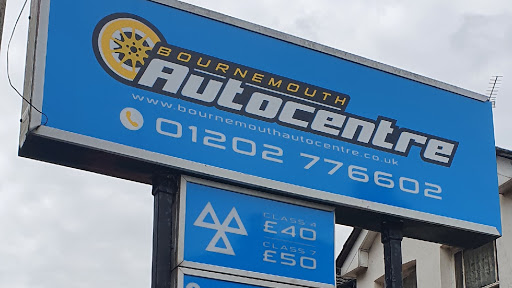 BOURNEMOUTH
AUTOCENTRE
www.bournemouthautocentre.co.uk
01202 776602
CLASS 4
£40
CLASS 7
£50